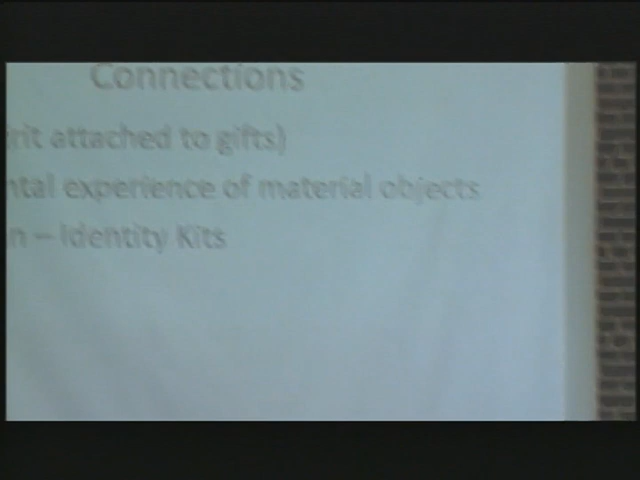 Connections
rit attached to gifts)
ntal experience of material objects
n – Identity Kits